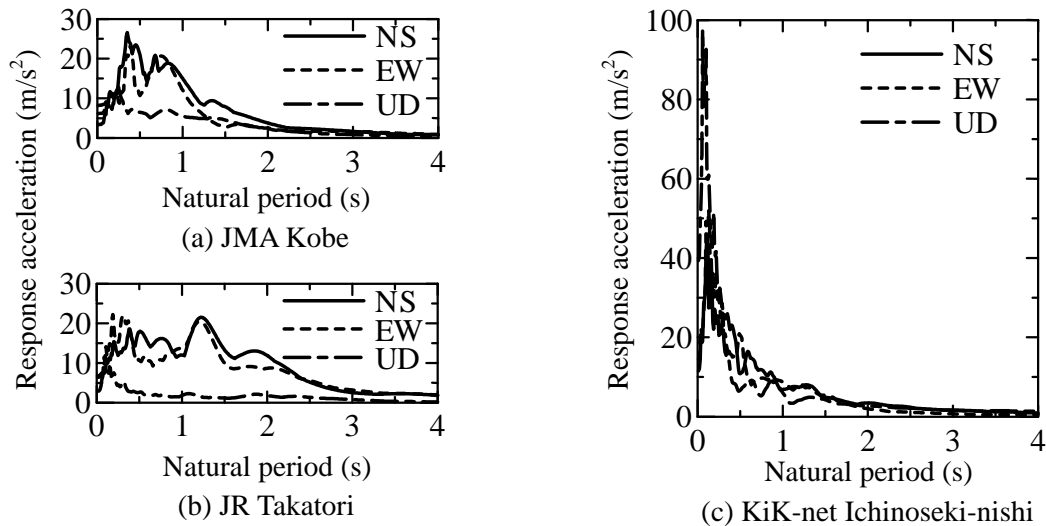 Response acceleration (m/s²)
30
20
10
0
NS
EW
UD
0 1 2 3 4
Natural period (s)
(a) JMA Kobe
30
20
10
0
NS
EW
UD
0 1 2 3 4
Natural period (s)
(b) JR Takatori
Response acceleration (m/s²)
100
80
60
40
20
0
NS
EW
UD
0 1 2 3 4
Natural period (s)
(c) KiK-net Ichinoseki-nishi